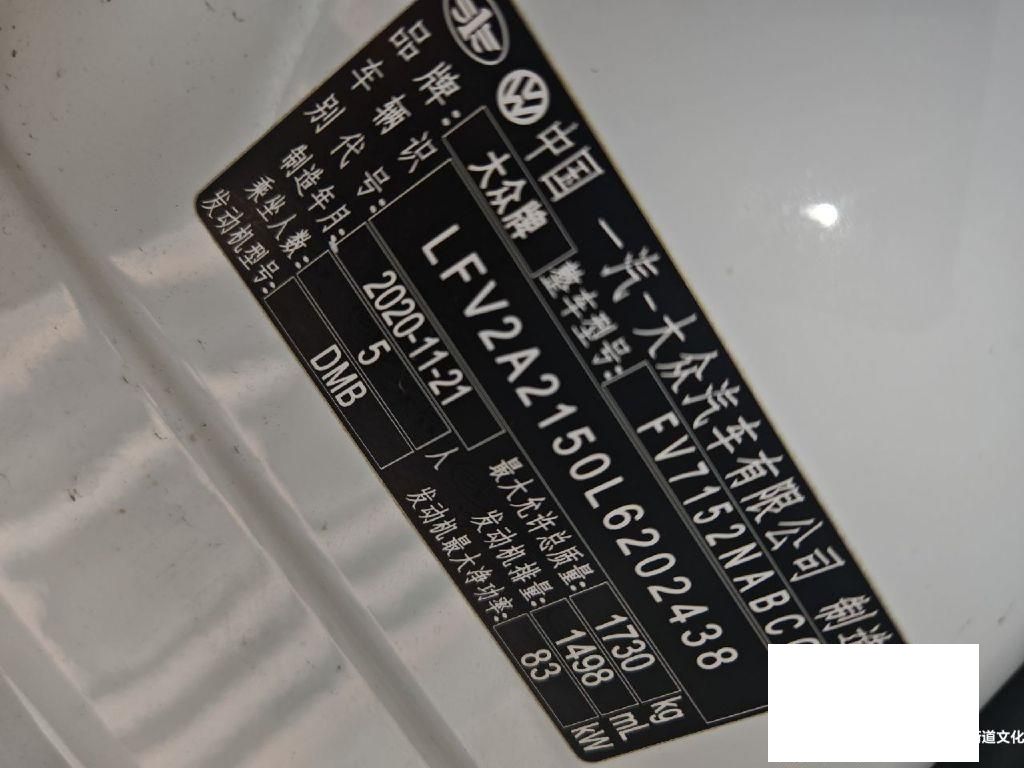 中国 一汽-大众汽车有限公司 制造
品牌: 大众牌 整车型号: FV7152NABC
车辆识别代号: LFV2A2150L6202438
制造年月: 2020-11-21 最大允许总质量: 1730 kg
乘坐人数: 5 人 发动机排量: 1498 mL
发动机型号: DMB 发动机最大净功率: 83 kW
道文化